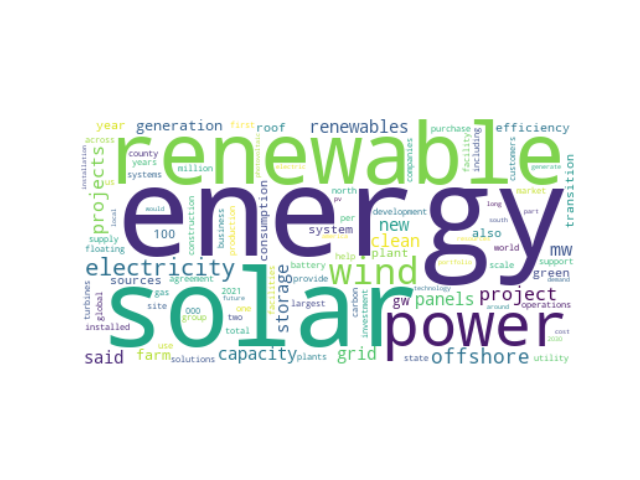 year generation first roof renewables purchase efficiency
renewable
across
county
years
us million
systems
installation
projects
photovoltaic
electric
companies
facility
including
customers
generate
transition
energy
local would
100
construction
business
production
consumption
north
pv
per
system
development
new
clean
plant
market
long
south part
also
world
mw
supply
floating
electricity
sources agreement
gas
site
turbines
global
installed
solar
2021
future
000
group
one
two
total
facilities
storage
battery
provide
help
wind
largest
carbon
investment
technology
gw panels
portfolio
scale
green
support
demand
project
around
operations
power
said farm
use
solutions
capacity
plants
grid
state
offshore
utility
cost
2030